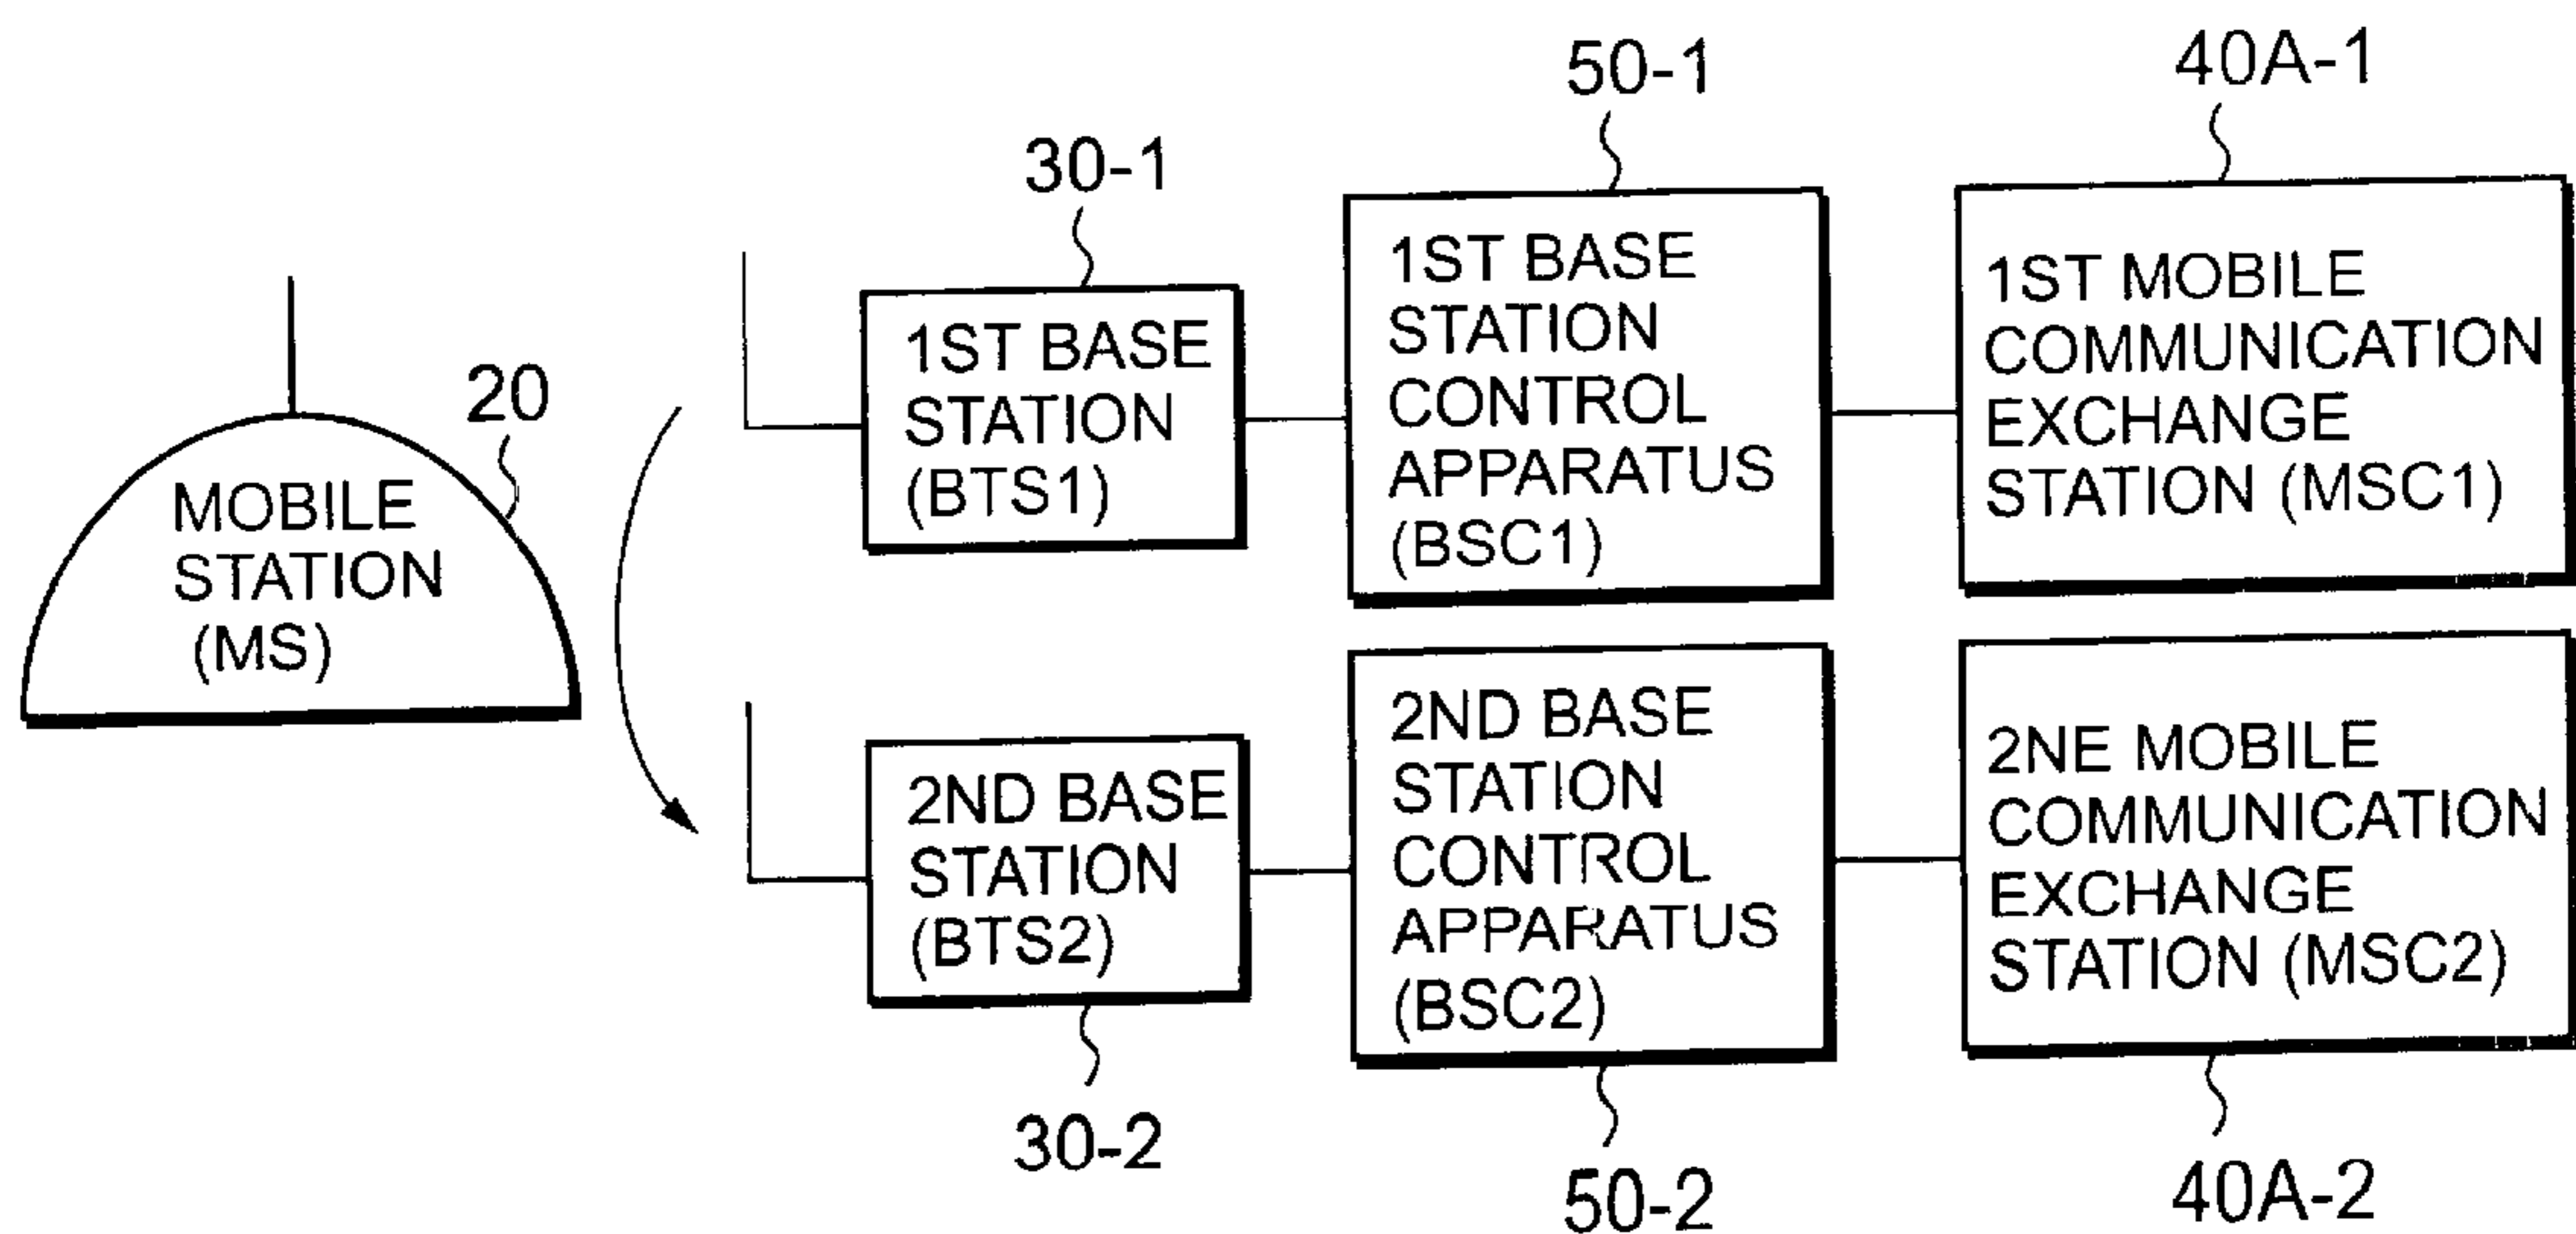 20
MOBILE
STATION
(MS)
30-1
1ST BASE
STATION
(BTS1)
50-1
1ST BASE
STATION
CONTROL
APPARATUS
(BSC1)
40A-1
1ST MOBILE
COMMUNICATION
EXCHANGE
STATION (MSC1)
2ND BASE
STATION
(BTS2)
30-2
2ND BASE
STATION
CONTROL
APPARATUS
(BSC2)
50-2
2NE MOBILE
COMMUNICATION
EXCHANGE
STATION (MSC2)
40A-2